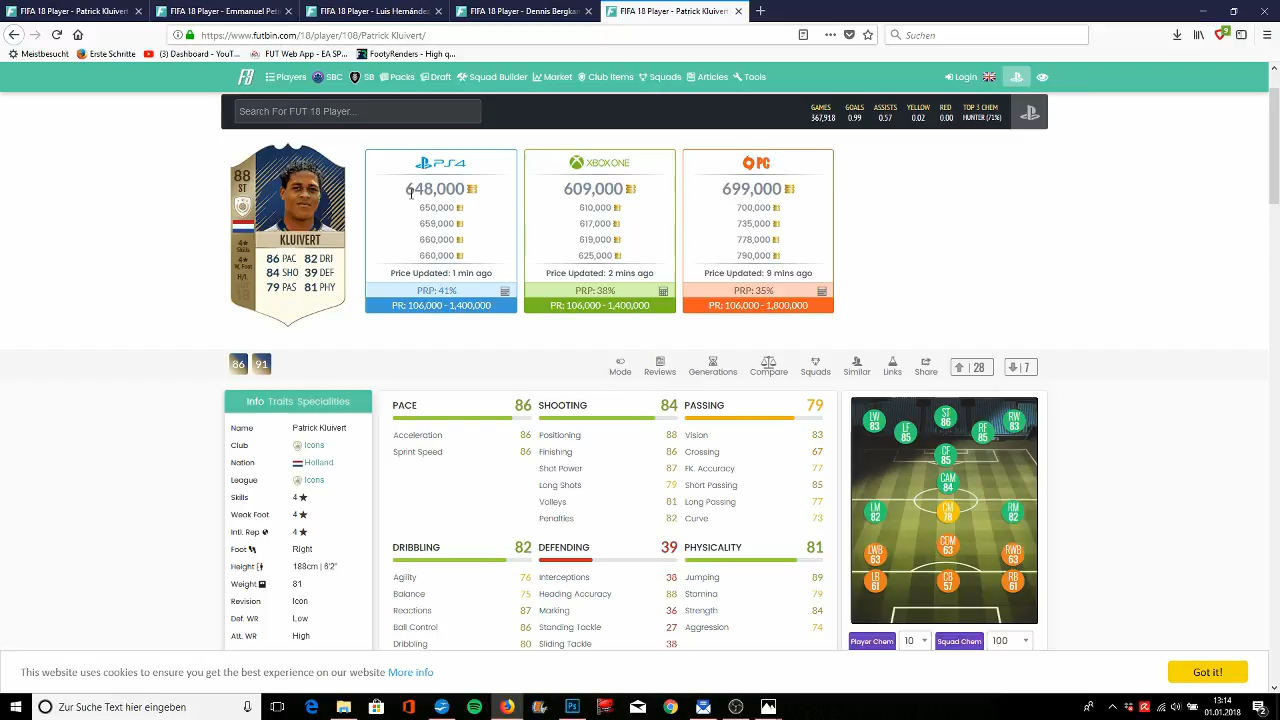 FIFA 18 Player - Patrick Kluivert
FIFA 18 Player - Emmanuel Petit
FIFA 18 Player - Luis Hernández
FIFA 18 Player - Dennis Bergkam
FIFA 18 Player - Patrick Kluivert
https://www.futbin.com/18/player/108/Patrick Kluivert/
Suchen
9
Meistbesucht
Erste Schritte
(3) Dashboard - YouT...
FUT Web App - EA SP...
FootyRenders - High q...
Players
SBC
SB
Packs
Draft
Squad Builder
Market
Club Items
Squads
Articles
Tools
Login
Search For FUT 18 Player...
GAMES
367,918
GOALS
0.99
ASSISTS
0.57
YELLOW
0.02
RED
0.00
TOP 3 CHEM
HUNTER (71%)
88
ST
4★
Skills
4★
W. Foot
H/L
KLUIVERT
86 PAC 82 DRI
84 SHO 39 DEF
79 PAS 81 PHY
PS4
648,000
650,000
659,000
660,000
660,000
Price Updated: 1 min ago
PRP: 41%
PR: 106,000 - 1,400,000
XBOX ONE
609,000
610,000
617,000
619,000
625,000
Price Updated: 2 mins ago
PRP: 38%
PR: 106,000 - 1,400,000
PC
699,000
700,000
735,000
778,000
790,000
Price Updated: 9 mins ago
PRP: 35%
PR: 106,000 - 1,800,000
86
91
Mode
Reviews
Generations
Compare
Squads
Similar
Links
Share
28
7
Info Traits Specialities
Name Patrick Kluivert
Club Icons
Nation Holland
League Icons
Skills 4★
Weak Foot 4★
Intl. Rep 4★
Foot Right
Height 188cm | 6'2"
Weight 81
Revision Icon
Def. WR Low
Att. WR High
PACE 86
Acceleration 86
Sprint Speed 86
SHOOTING 84
Positioning 88
Finishing 86
Shot Power 87
Long Shots 79
Volleys 81
Penalties 82
PASSING 79
Vision 83
Crossing 67
FK. Accuracy 77
Short Passing 85
Long Passing 77
Curve 73
DRIBBLING 82
Agility 76
Balance 75
Reactions 87
Ball Control 86
Dribbling 80
DEFENDING 39
Interceptions 38
Heading Accuracy 88
Marking 36
Standing Tackle 27
Sliding Tackle 38
PHYSICALITY 81
Jumping 89
Stamina 79
Strength 84
Aggression 74
LW
83
LF
85
ST
86
RF
85
RW
83
CF
85
CAM
84
LM
82
CM
78
RM
82
LWB
63
CDM
63
RWB
63
LB
61
CB
57
RB
61
Player Chem 10
Squad Chem 100
This website uses cookies to ensure you get the best experience on our website More info
Got it!
Zur Suche Text hier eingeben
13:14
01.01.2018